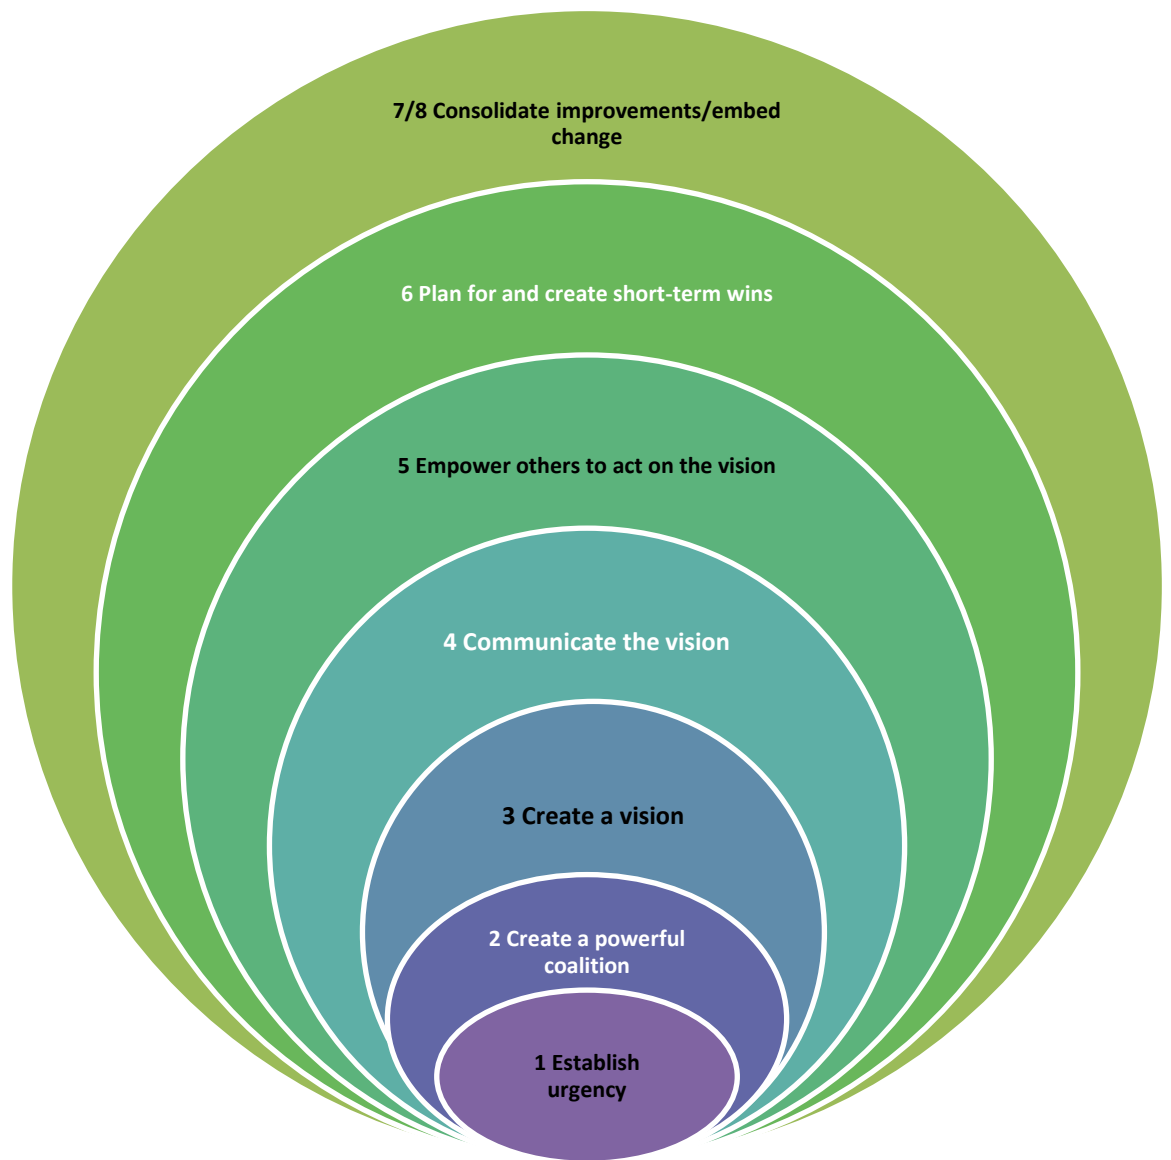 7/8 Consolidate improvements/embed
change
6 Plan for and create short-term wins
5 Empower others to act on the vision
4 Communicate the vision
3 Create a vision
2 Create a powerful
coalition
1 Establish
urgency